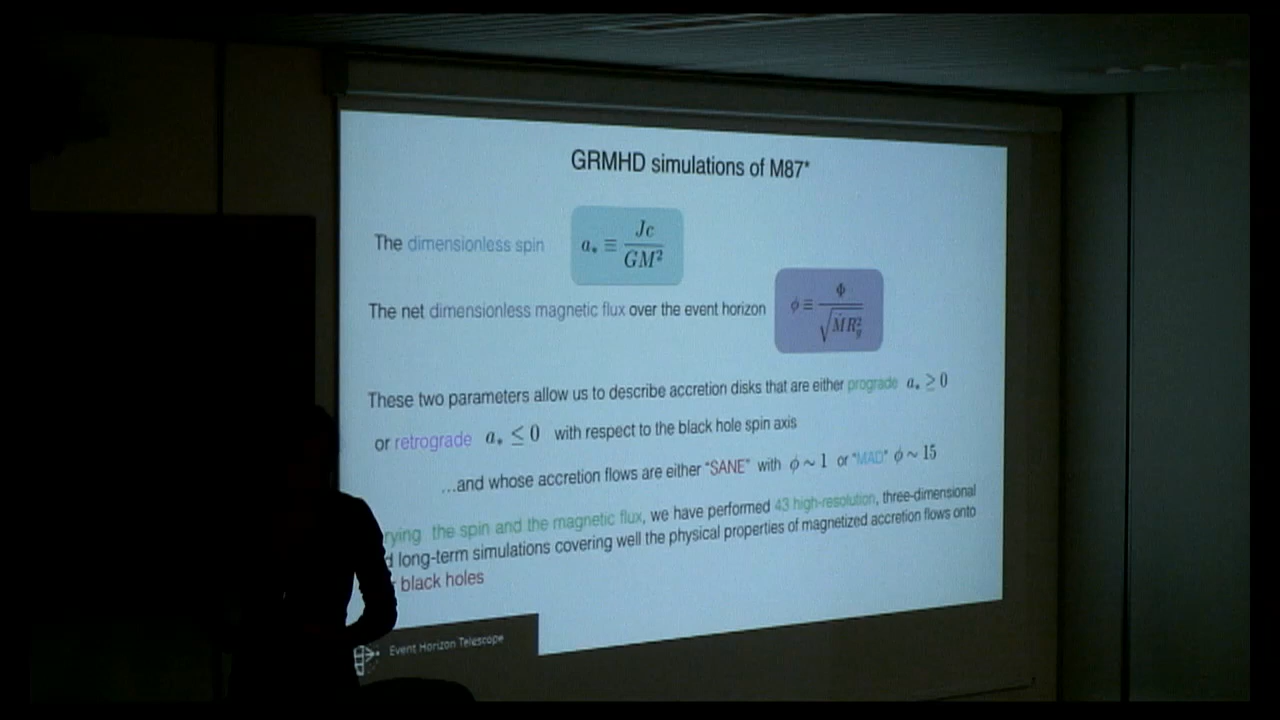 GRMHD simulations of M87*
The dimensionless spin a* ≡ Jc / GM²
The net dimensionless magnetic flux over the event horizon ϕ ≡ Φ / √(ṀR_g²)
These two parameters allow us to describe accretion disks that are either prograde a* ≥ 0
or retrograde a* ≤ 0 with respect to the black hole spin axis
...and whose accretion flows are either "SANE" with ϕ ~ 1 or "MAD" ϕ ~ 15
the spin and the magnetic flux, we have performed 43 high-resolution, three-dimensional
long-term simulations covering well the physical properties of magnetized accretion flows onto
black holes
Event Horizon Telescope